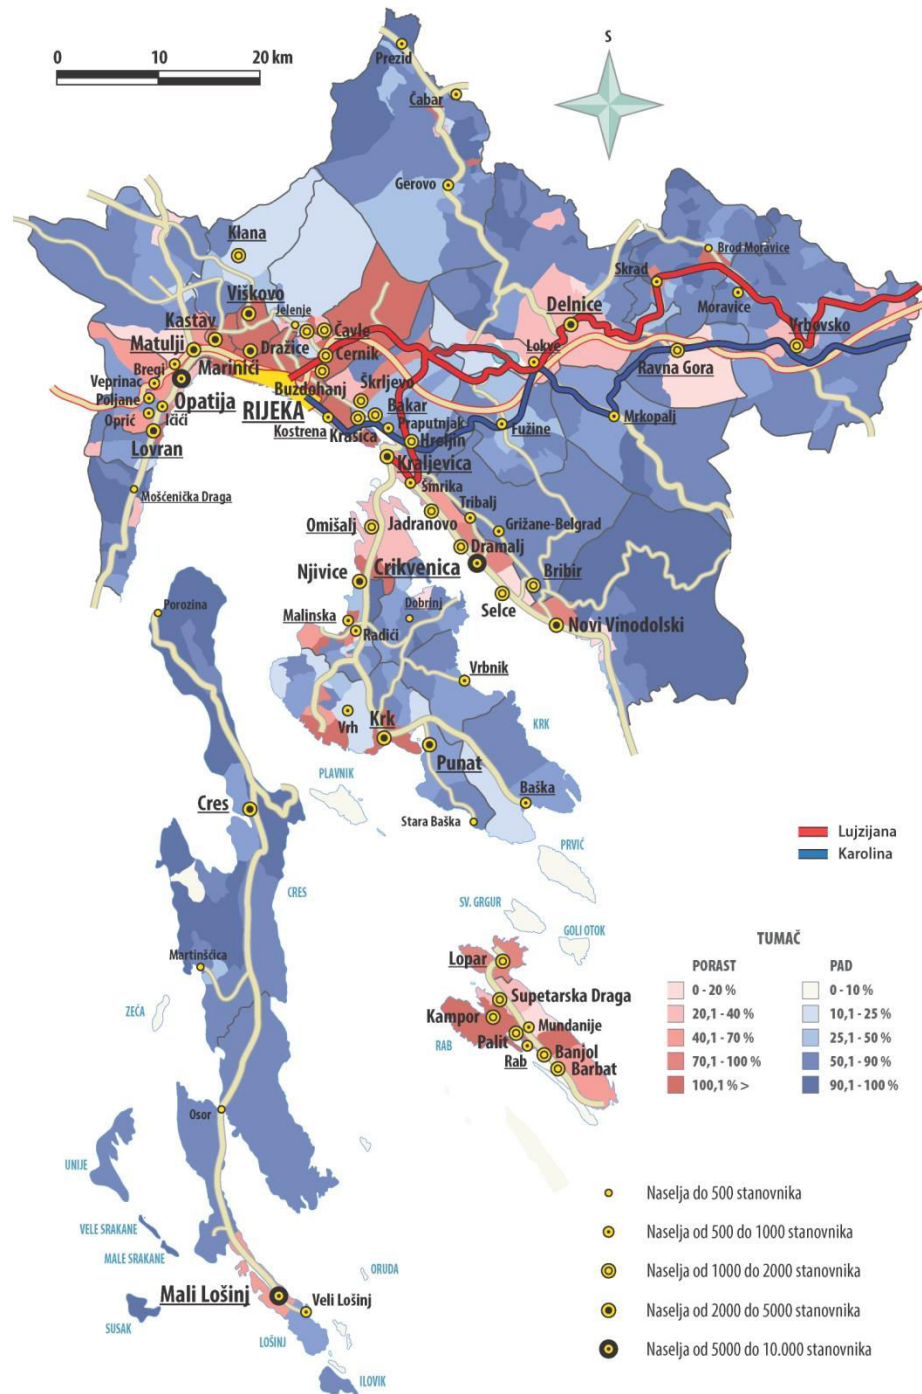 0 10 20 km
S
Prezid
Čabar
Gerovo
Klana
Brod Moravice
Skrad
Viškovo
Moravice
Jelenje
Delnice
Kastav
Čavle
Vrbovsko
Matulji
Dražice
Černik
Lokve
Ravna Gora
Bregi
Marinići
Veprinac
Buzdohanj
Škrljevo
Poljane
Opatija
RIJEKA
Bakar
Oprić
Ičići
Kostrena
Krasica
Praputnjak
Fužine
Mrkopalj
Lovran
Hreljin
Kraljevica
Mošćenička Draga
Šmrika
Tribalj
Omišalj
Jadranovo
Grižane-Belgrad
Dramalj
Njivice
Crikvenica
Bribir
Selce
Porozina
Malinska
Dobrinj
Radići
Novi Vinodolski
Vrbnik
Vrh
Krk
KRK
Punat
PLAVNIK
Cres
Baška
Stara Baška
PRVIĆ
Lujzijana
Karolina
CRES
SV. GRGUR
GOLI OTOK
TUMAČ
Martinšćica
Lopar
PORAST PAD
0 - 20 % 0 - 10 %
20,1 - 40 % 10,1 - 25 %
40,1 - 70 % 25,1 - 50 %
70,1 - 100 % 50,1 - 90 %
100,1 % > 90,1 - 100 %
ZEĆA
Supetarska Draga
Kampor
Mundanije
RAB
Palit
Rab
Banjol
Barbat
Osor
UNIJE
Naselja do 500 stanovnika
VELE SRAKANE
Naselja od 500 do 1000 stanovnika
MALE SRAKANE
ORUDA
Naselja od 1000 do 2000 stanovnika
Mali Lošinj
Veli Lošinj
Naselja od 2000 do 5000 stanovnika
SUSAK
LOŠINJ
Naselja od 5000 do 10.000 stanovnika
ILOVIK